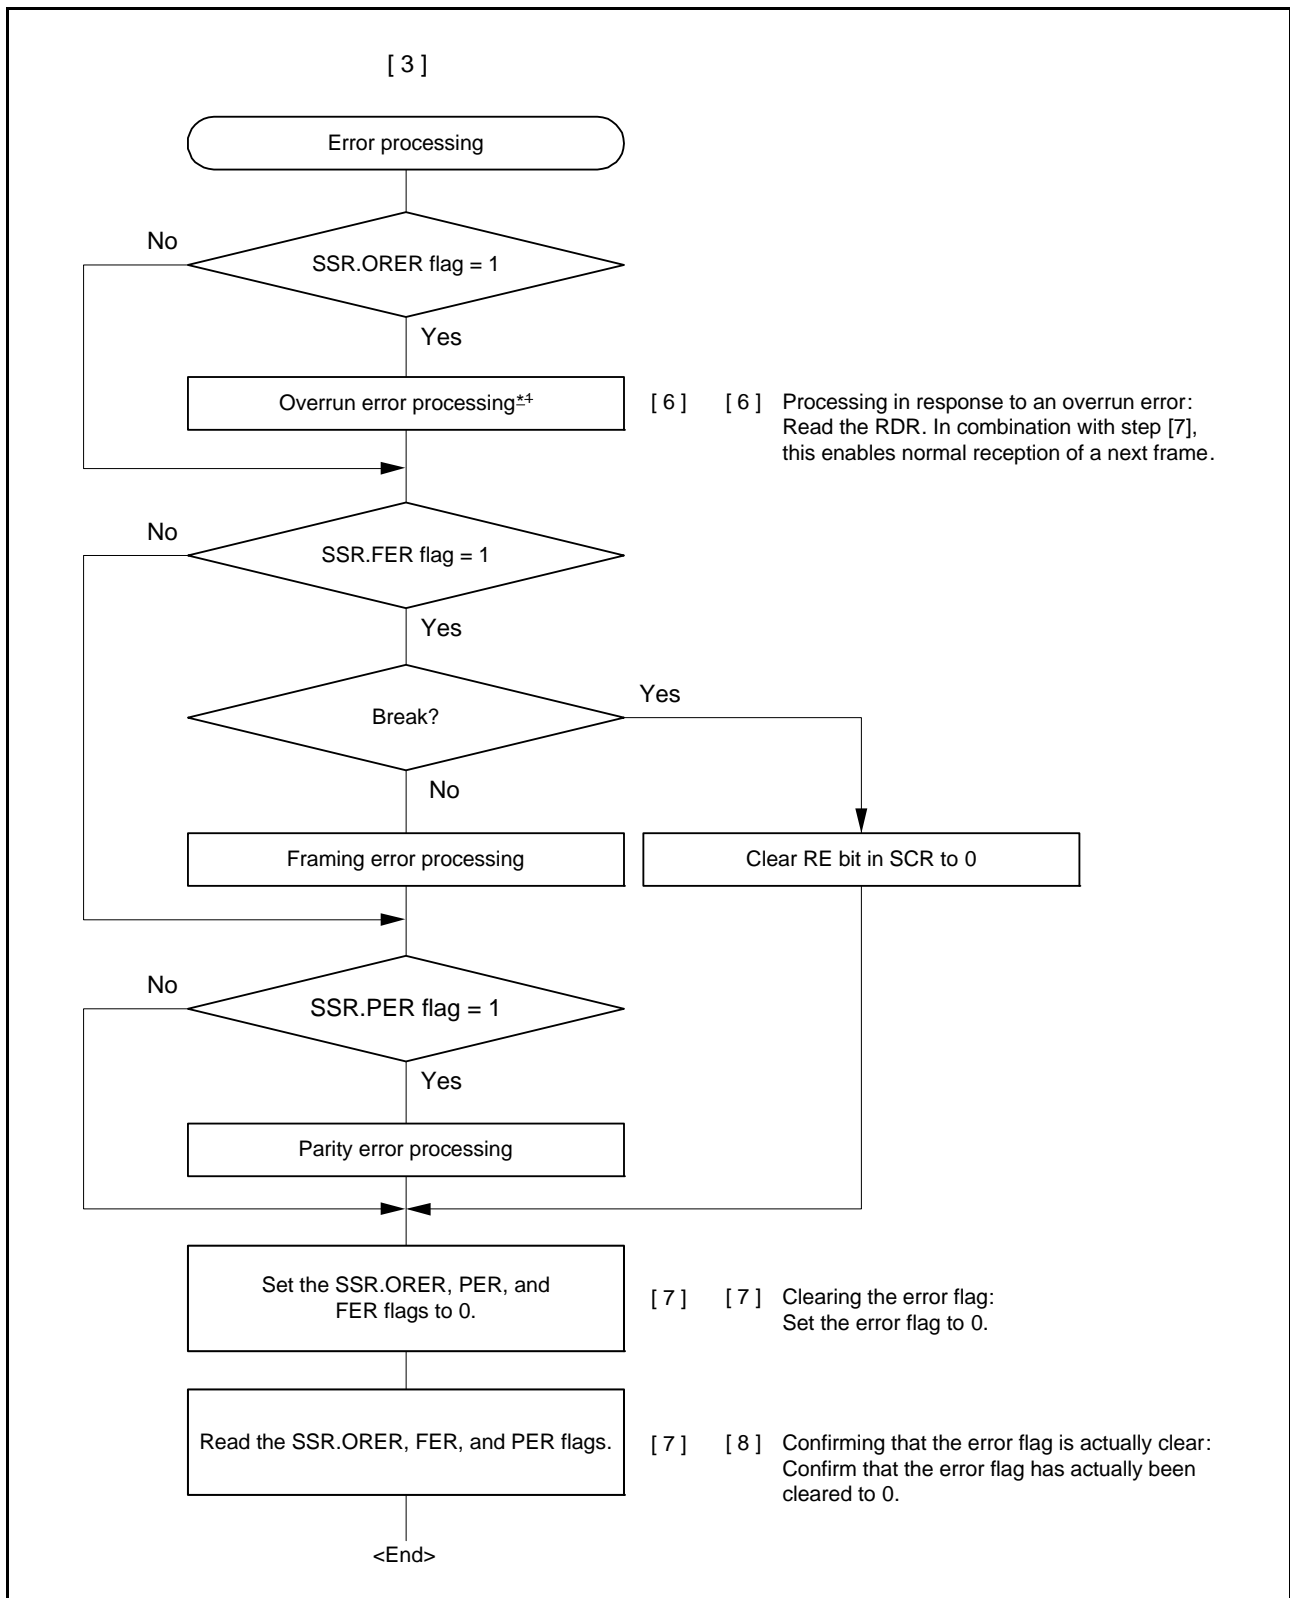 [ 3 ]
Error processing
No
SSR.ORER flag = 1
Yes
Overrun error processing*1
[ 6 ] [ 6 ] Processing in response to an overrun error:
Read the RDR. In combination with step [7],
this enables normal reception of a next frame.
No
SSR.FER flag = 1
Yes
Break?
Yes
No
Framing error processing
Clear RE bit in SCR to 0
No
SSR.PER flag = 1
Yes
Parity error processing
Set the SSR.ORER, PER, and
FER flags to 0.
[ 7 ] [ 7 ] Clearing the error flag:
Set the error flag to 0.
Read the SSR.ORER, FER, and PER flags.
[ 7 ] [ 8 ] Confirming that the error flag is actually clear:
Confirm that the error flag has actually been
cleared to 0.
<End>